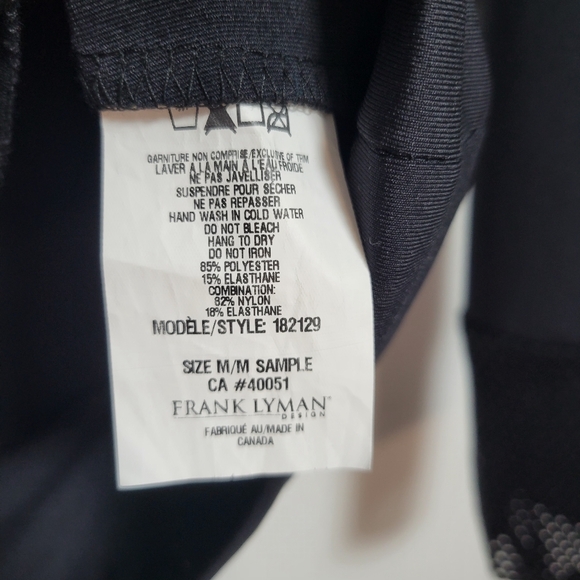 GARNITURE NON COMPRISE/EXCLUSIVE OF TRIM
LAVER A LA MAIN À L'EAU FROIDE
NE PAS JAVELLISER
SUSPENDRE POUR SECHER
NE PAS REPASSER
HAND WASH IN COLD WATER
DO NOT BLEACH
HANG TO DRY
DO NOT IRON
85% POLYESTER
15% ELASTHANE
COMBINATION:
82% NYLON
18% ELASTHANE
MODÈLE/STYLE: 182129
SIZE M/M SAMPLE
CA #40051
FRANK LYMAN
DESIGN
FABRIQUÉ AU/MADE IN
CANADA